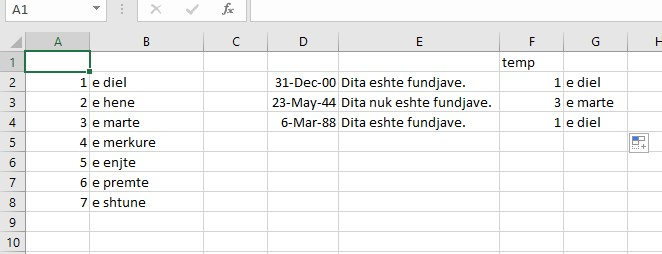 A1 fx
A B C D E F G H
1 temp
2 1 e diel 31-Dec-00 Dita eshte fundjave. 1 e diel
3 2 e hene 23-May-44 Dita nuk eshte fundjave. 3 e marte
4 3 e marte 6-Mar-88 Dita eshte fundjave. 1 e diel
5 4 e merkure
6 5 e enjte
7 6 e premte
8 7 e shtune
9
10